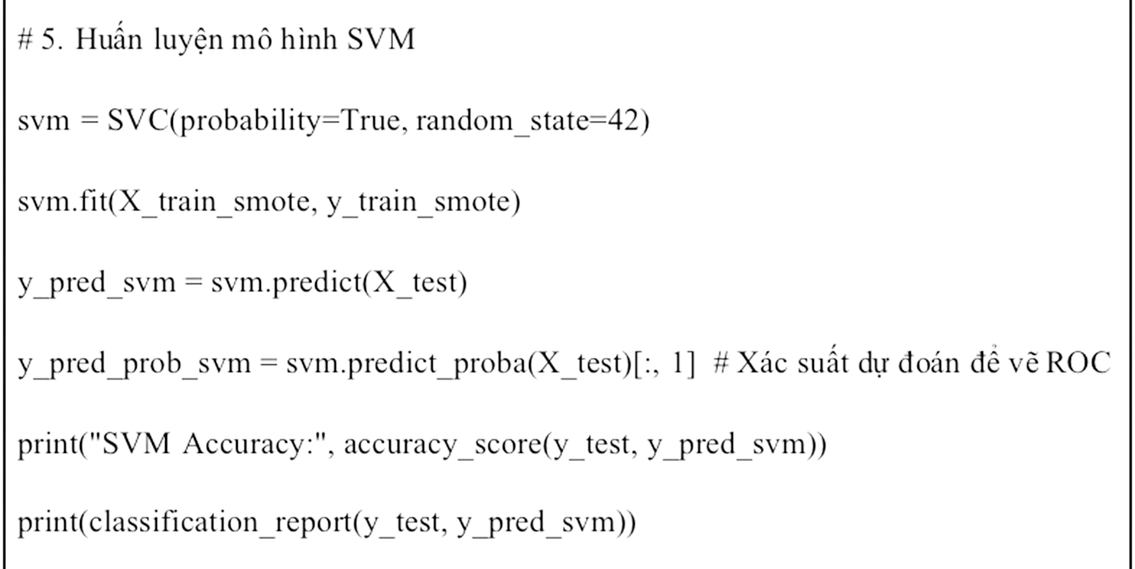 # 5. Huấn luyện mô hình SVM
svm = SVC(probability=True, random_state=42)
svm.fit(X_train_smote, y_train_smote)
y_pred_svm = svm.predict(X_test)
y_pred_prob_svm = svm.predict_proba(X_test)[:, 1] # Xác suất dự đoán để vẽ ROC
print("SVM Accuracy:", accuracy_score(y_test, y_pred_svm))
print(classification_report(y_test, y_pred_svm))